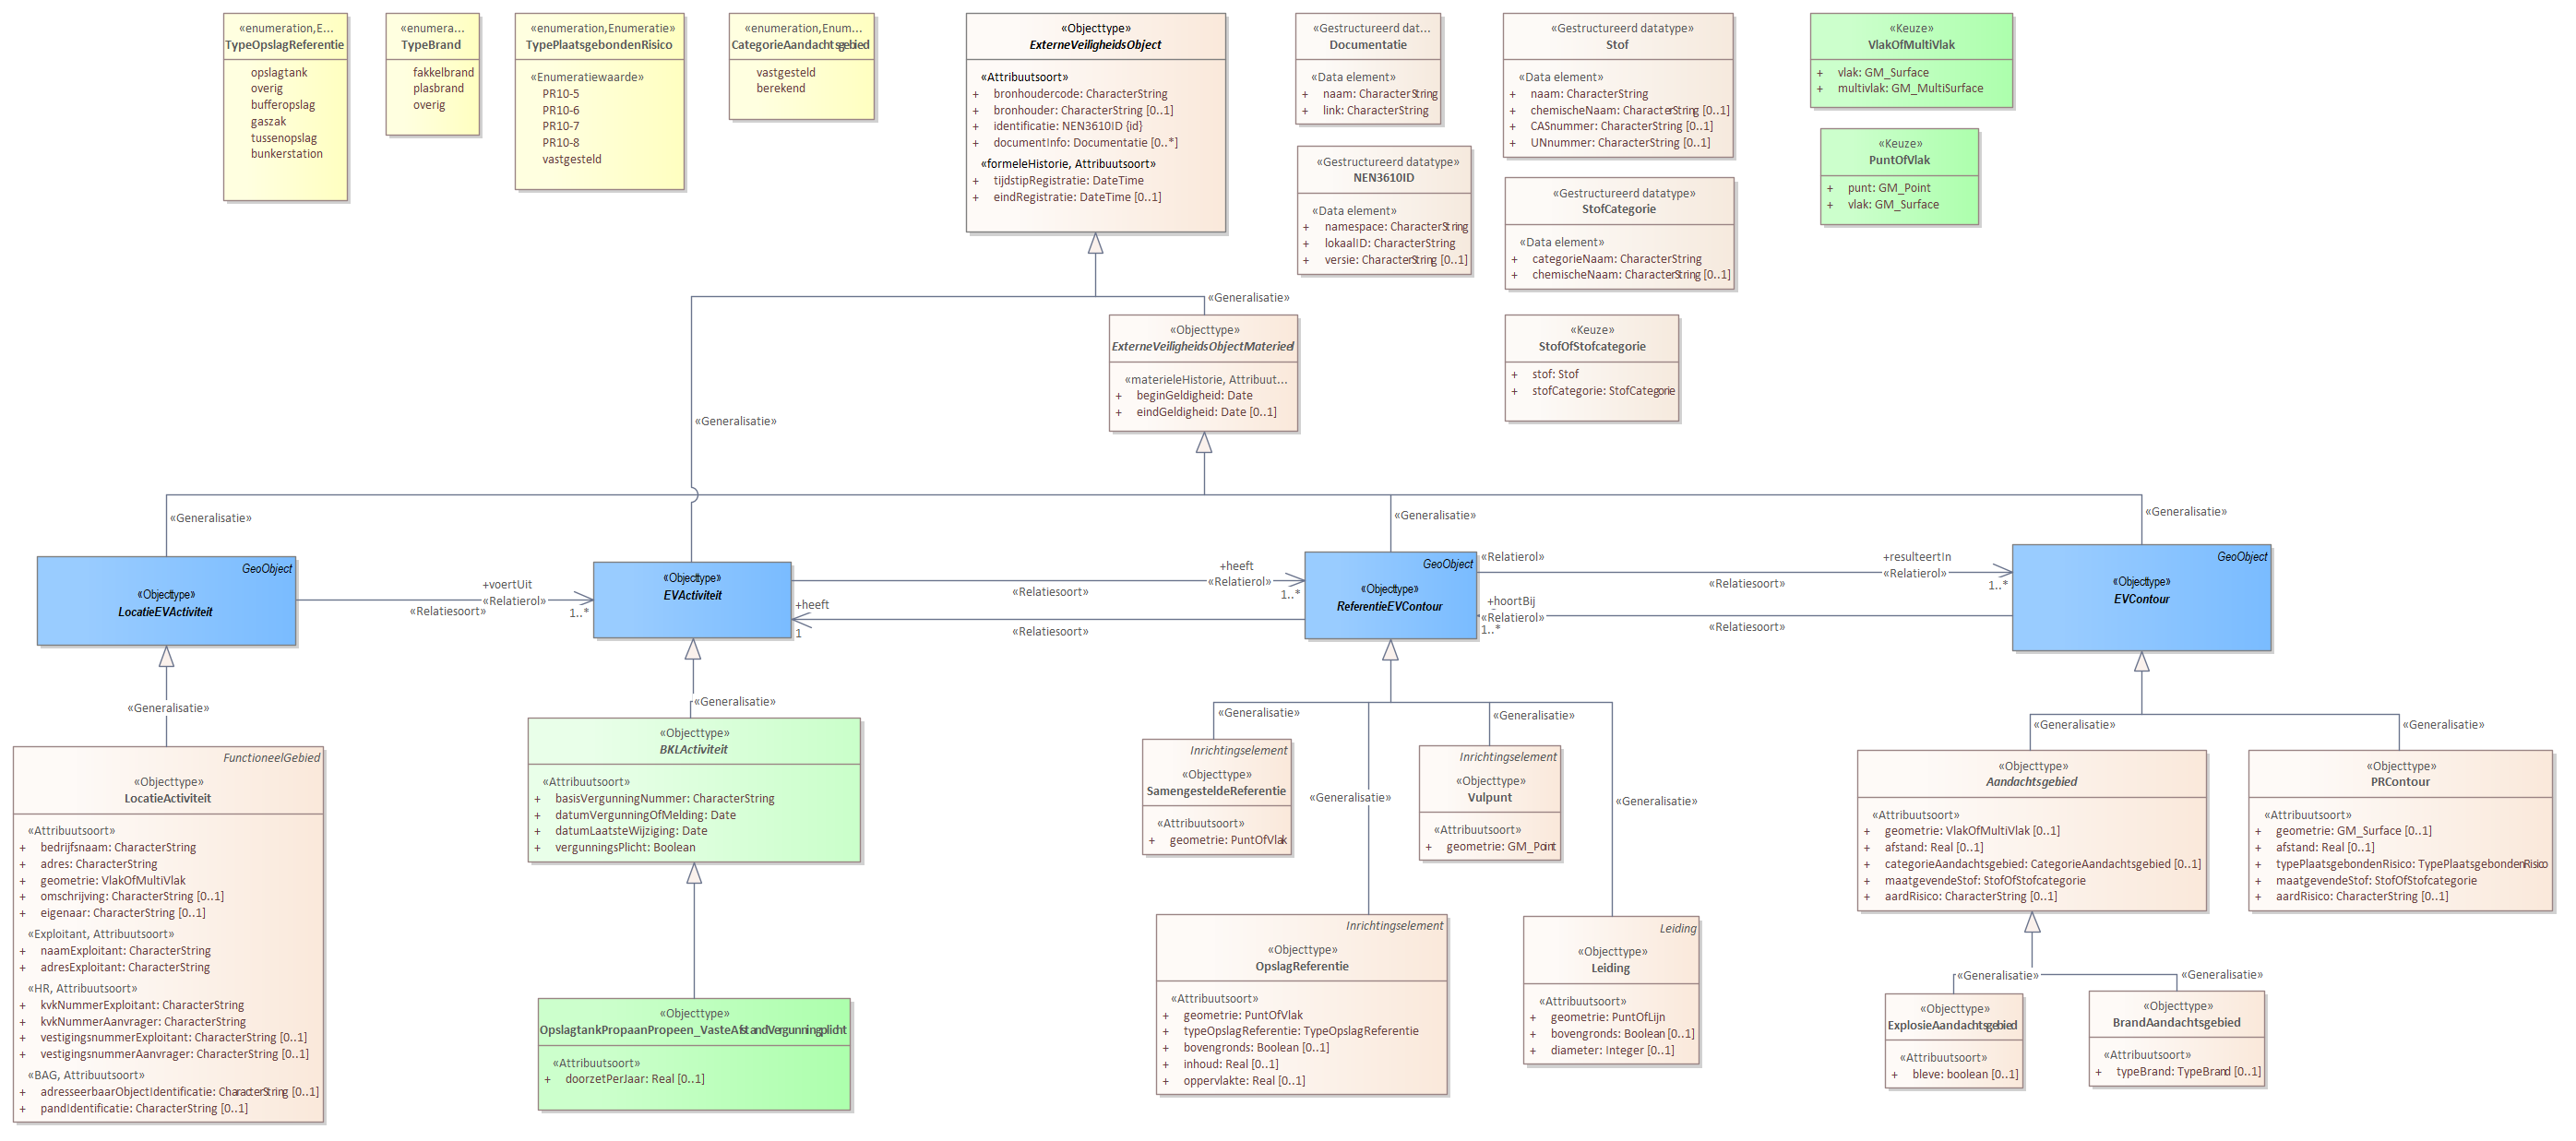 «enumeration,E...
TypeOpslagReferentie
opslagtank
overig
bufferopslag
gaszak
tussenopslag
bunkerstation
«enumera...
TypeBrand
fakkelbrand
plasbrand
overig
«enumeration,Enumeratie»
TypePlaatsgebondenRisico
«Enumeratiewaarde»
PR10-5
PR10-6
PR10-7
PR10-8
vastgesteld
«enumeration,Enum...
CategorieAandachtsgebied
vastgesteld
berekend
«Objecttype»
ExterneVeiligheidsObject
«Attribuutsoort»
+ bronhoudercode: CharacterString
+ bronhouder: CharacterString [0..1]
+ identificatie: NEN3610ID {id}
+ documentInfo: Documentatie [0..*]
«formeleHistorie, Attribuutsoort»
+ tijdstipRegistratie: DateTime
+ eindRegistratie: DateTime [0..1]
«Gestructureerd dat...
Documentatie
«Data element»
+ naam: CharacterString
+ link: CharacterString
«Gestructureerd datatype»
NEN3610ID
«Data element»
+ namespace: CharacterString
+ lokaalID: CharacterString
+ versie: CharacterString [0..1]
«Gestructureerd datatype»
Stof
«Data element»
+ naam: CharacterString
+ chemischeNaam: CharacterString [0..1]
+ CASnummer: CharacterString [0..1]
+ UNnummer: CharacterString [0..1]
«Gestructureerd datatype»
StofCategorie
«Data element»
+ categorieNaam: CharacterString
+ chemischeNaam: CharacterString [0..1]
«Keuze»
StofOfStofcategorie
+ stof: Stof
+ stofCategorie: StofCategorie
«Keuze»
VlakOfMultiVlak
+ vlak: GM_Surface
+ multivlak: GM_MultiSurface
«Keuze»
PuntOfVlak
+ punt: GM_Point
+ vlak: GM_Surface
«Generalisatie»
«Objecttype»
ExterneVeiligheidsObjectMaterieel
«materieleHistorie, Attribuut...
+ beginGeldigheid: Date
+ eindGeldigheid: Date [0..1]
«Generalisatie»
«Generalisatie»
«Generalisatie»
«Generalisatie»
GeoObject
«Objecttype»
LocatieEVActiviteit
+voertUit
«Relatiesoort»
«Relatierol»
1..*
«Objecttype»
EVActiviteit
+heeft
«Relatiesoort»
«Relatierol»
1..*
+heeft
1
«Relatiesoort»
GeoObject
«Objecttype»
ReferentieEVContour
«Relatierol»
+resulteertIn
«Relatiesoort»
«Relatierol»
1..*
+hoortBij
«Relatierol»
1..*
«Relatiesoort»
GeoObject
«Objecttype»
EVContour
«Generalisatie»
FunctioneelGebied
«Objecttype»
LocatieActiviteit
«Attribuutsoort»
+ bedrijfsnaam: CharacterString
+ adres: CharacterString
+ geometrie: VlakOfMultiVlak
+ omschrijving: CharacterString [0..1]
+ eigenaar: CharacterString [0..1]
«Exploitant, Attribuutsoort»
+ naamExploitant: CharacterString
+ adresExploitant: CharacterString
«HR, Attribuutsoort»
+ kvkNummerExploitant: CharacterString
+ kvkNummerAanvrager: CharacterString
+ vestigingsnummerExploitant: CharacterString [0..1]
+ vestigingsnummerAanvrager: CharacterString [0..1]
«BAG, Attribuutsoort»
+ adresseerbaarObjectIdentificatie: CharacterString [0..1]
+ pandIdentificatie: CharacterString [0..1]
«Generalisatie»
«Objecttype»
BKLActiviteit
«Attribuutsoort»
+ basisVergunningNummer: CharacterString
+ datumVergunningOfMelding: Date
+ datumLaatsteWijziging: Date
+ vergunningsPlicht: Boolean
«Objecttype»
OpslagtankPropaanPropeen_VasteAfstandVergunningplicht
«Attribuutsoort»
+ doorzetPerJaar: Real [0..1]
«Generalisatie»
«Generalisatie»
«Generalisatie»
«Generalisatie»
Inrichtingselement
«Objecttype»
SamengesteldeReferentie
«Attribuutsoort»
+ geometrie: PuntOfVlak
Inrichtingselement
«Objecttype»
Vulpunt
«Attribuutsoort»
+ geometrie: GM_Point
Inrichtingselement
«Objecttype»
OpslagReferentie
«Attribuutsoort»
+ geometrie: PuntOfVlak
+ typeOpslagReferentie: TypeOpslagReferentie
+ bovengronds: Boolean [0..1]
+ inhoud: Real [0..1]
+ oppervlakte: Real [0..1]
Leiding
«Objecttype»
Leiding
«Attribuutsoort»
+ geometrie: PuntOfLijn
+ bovengronds: Boolean [0..1]
+ diameter: Integer [0..1]
«Generalisatie»
«Generalisatie»
«Objecttype»
Aandachtsgebied
«Attribuutsoort»
+ geometrie: VlakOfMultiVlak [0..1]
+ afstand: Real [0..1]
+ categorieAandachtsgebied: CategorieAandachtsgebied [0..1]
+ maatgevendeStof: StofOfStofcategorie
+ aardRisico: CharacterString [0..1]
«Objecttype»
PRContour
«Attribuutsoort»
+ geometrie: GM_Surface [0..1]
+ afstand: Real [0..1]
+ typePlaatsgebondenRisico: TypePlaatsgebondenRisico
+ maatgevendeStof: StofOfStofcategorie
+ aardRisico: CharacterString [0..1]
«Generalisatie»
«Generalisatie»
«Objecttype»
ExplosieAandachtsgebied
«Attribuutsoort»
+ bleve: boolean [0..1]
«Objecttype»
BrandAandachtsgebied
«Attribuutsoort»
+ typeBrand: TypeBrand [0..1]